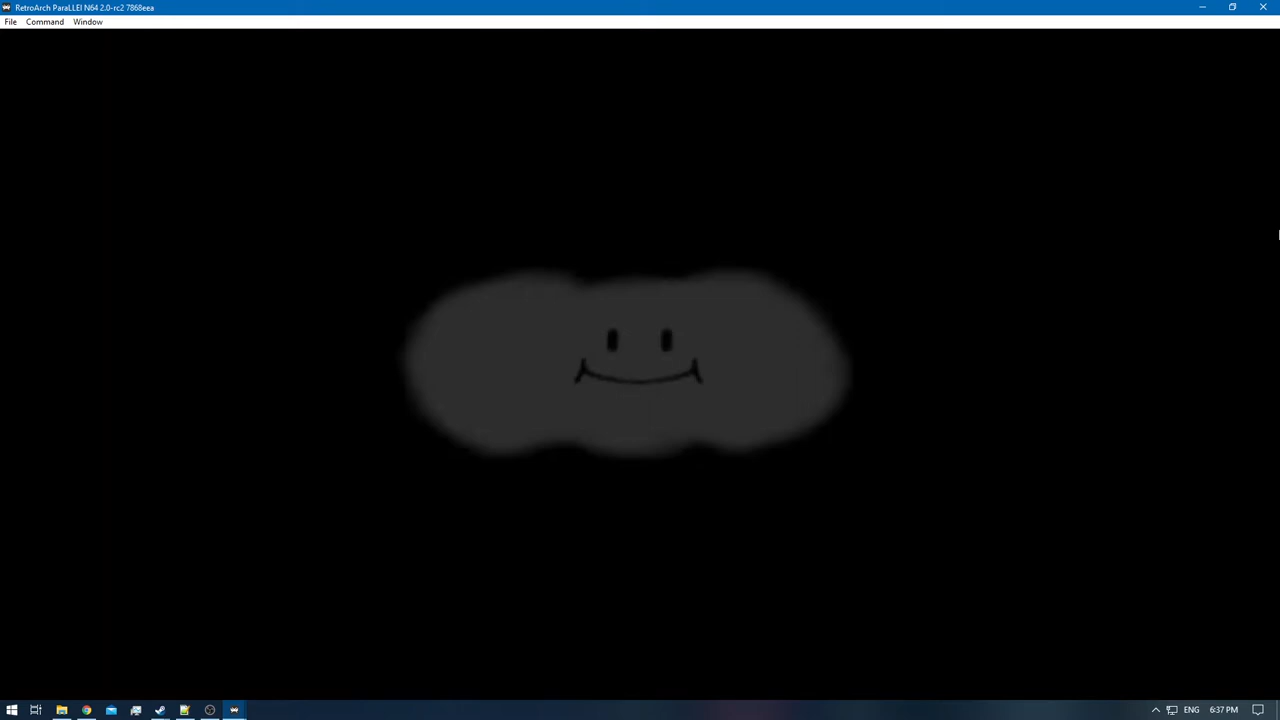 RetroArch ParaLLEl N64 2.0-rc2 7868eea
File Command Window
ENG 6:37 PM